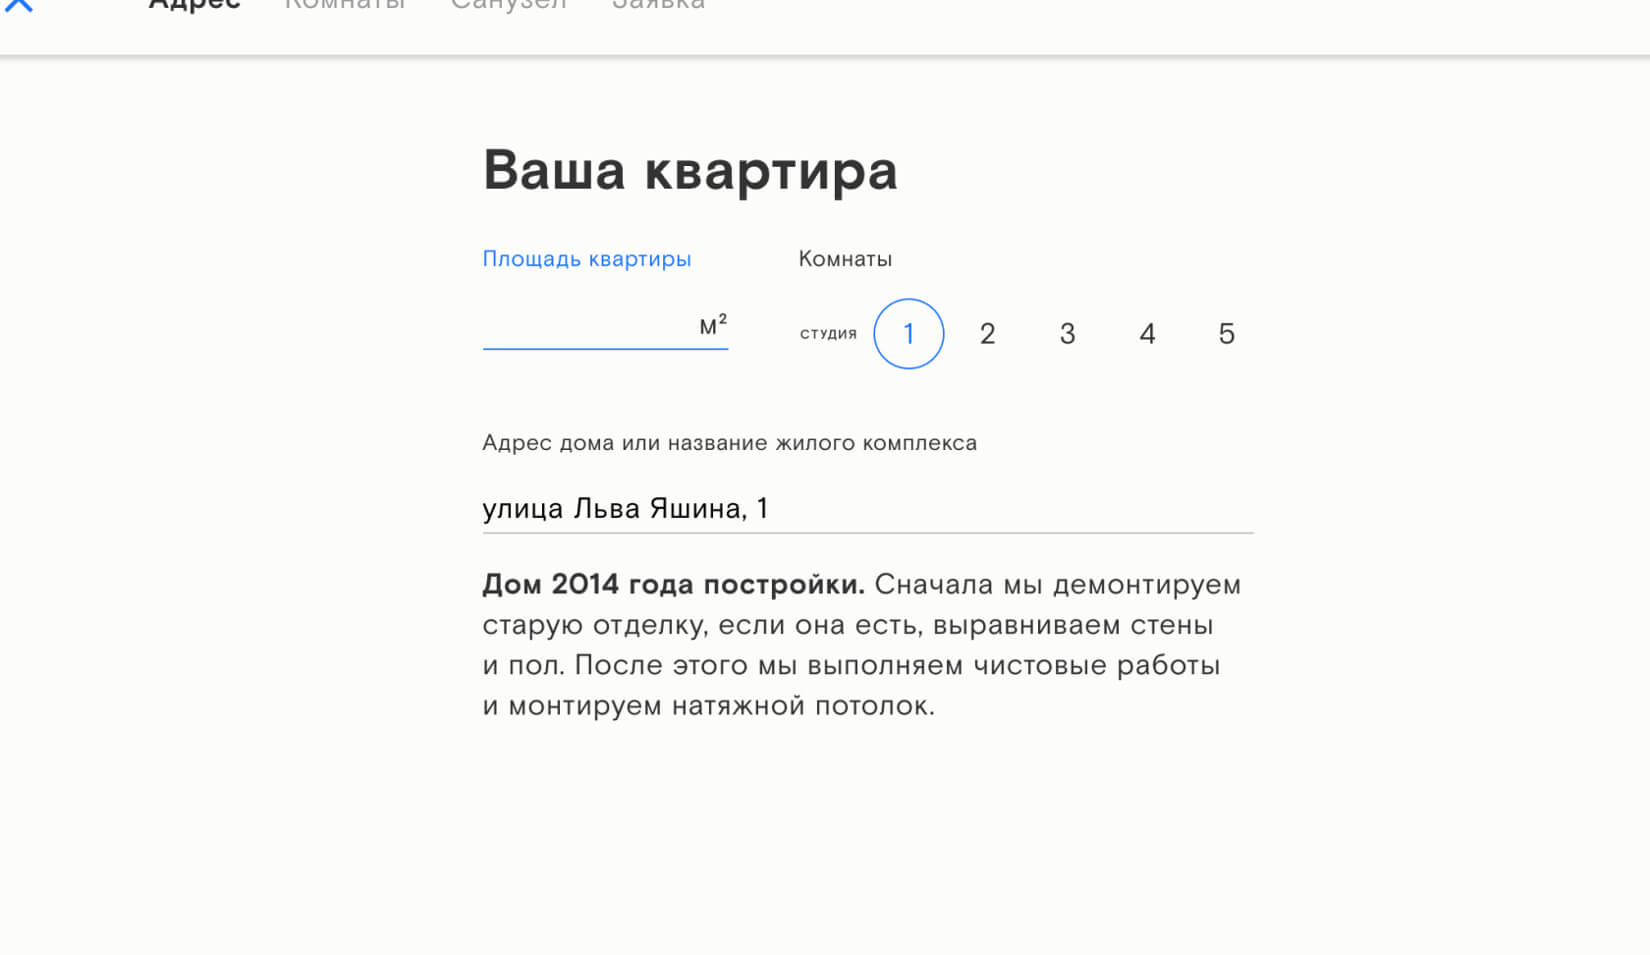 Адрес Комнаты Санузел Заявка
Ваша квартира
Площадь квартиры Комнаты
м² студия 1 2 3 4 5
Адрес дома или название жилого комплекса
улица Льва Яшина, 1
Дом 2014 года постройки. Сначала мы демонтируем
старую отделку, если она есть, выравниваем стены
и пол. После этого мы выполняем чистовые работы
и монтируем натяжной потолок.